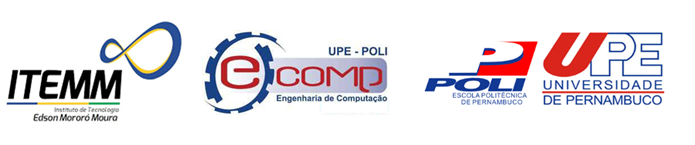 ITEMM
Instituto de Tecnologia
Edson Mororó Moura
UPE - POLI
ecomp
Engenharia de Computação
POLI
ESCOLA POLITÉCNICA
DE PERNAMBUCO
UPE
UNIVERSIDADE
DE PERNAMBUCO